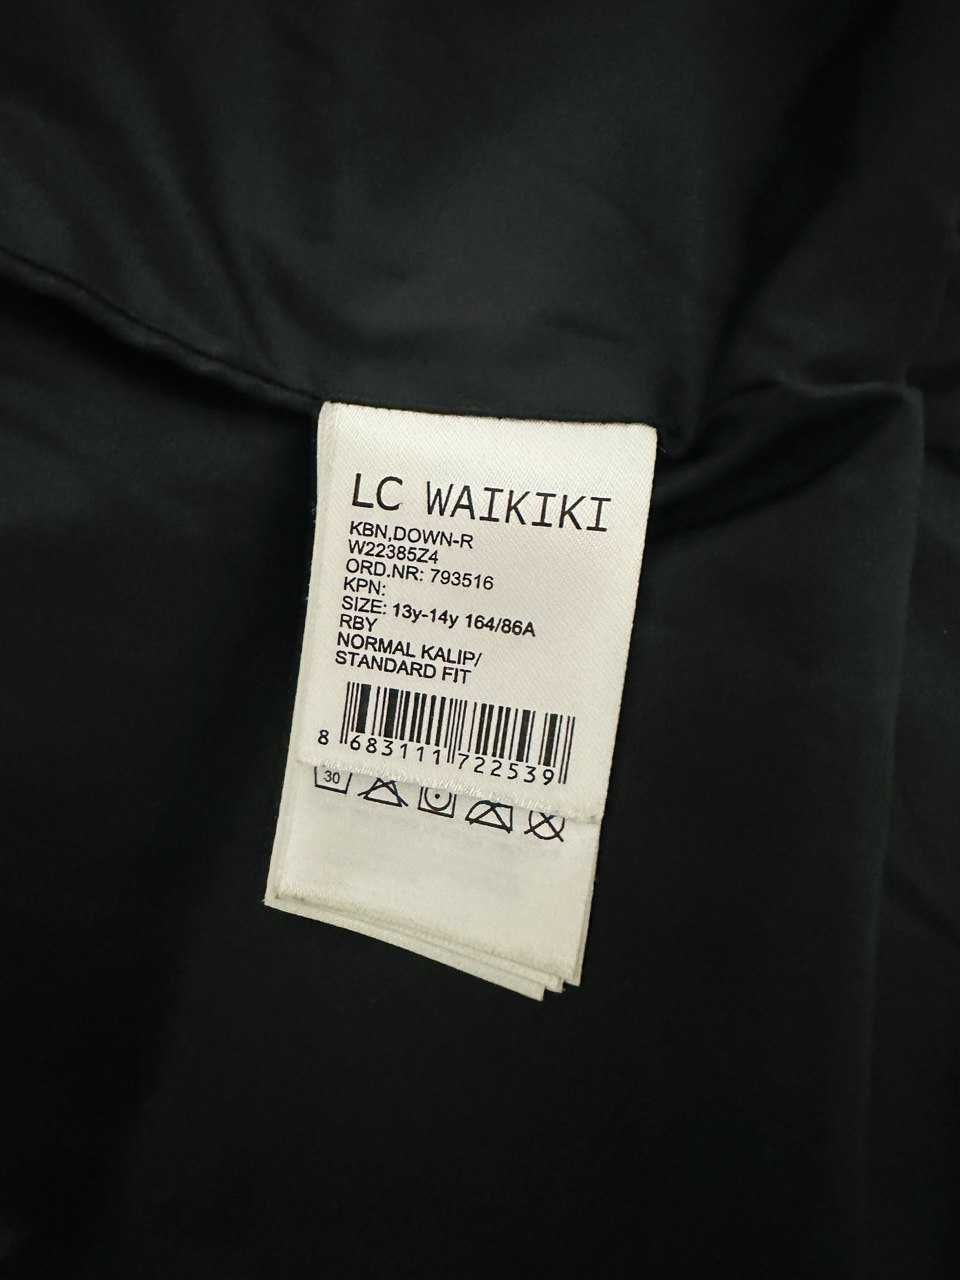 LC WAIKIKI
KBN,DOWN-R
W22385Z4
ORD.NR: 793516
KPN:
SIZE: 13y-14y 164/86A
RBY
NORMAL KALIP/
STANDARD FIT
8 683111 722539
30